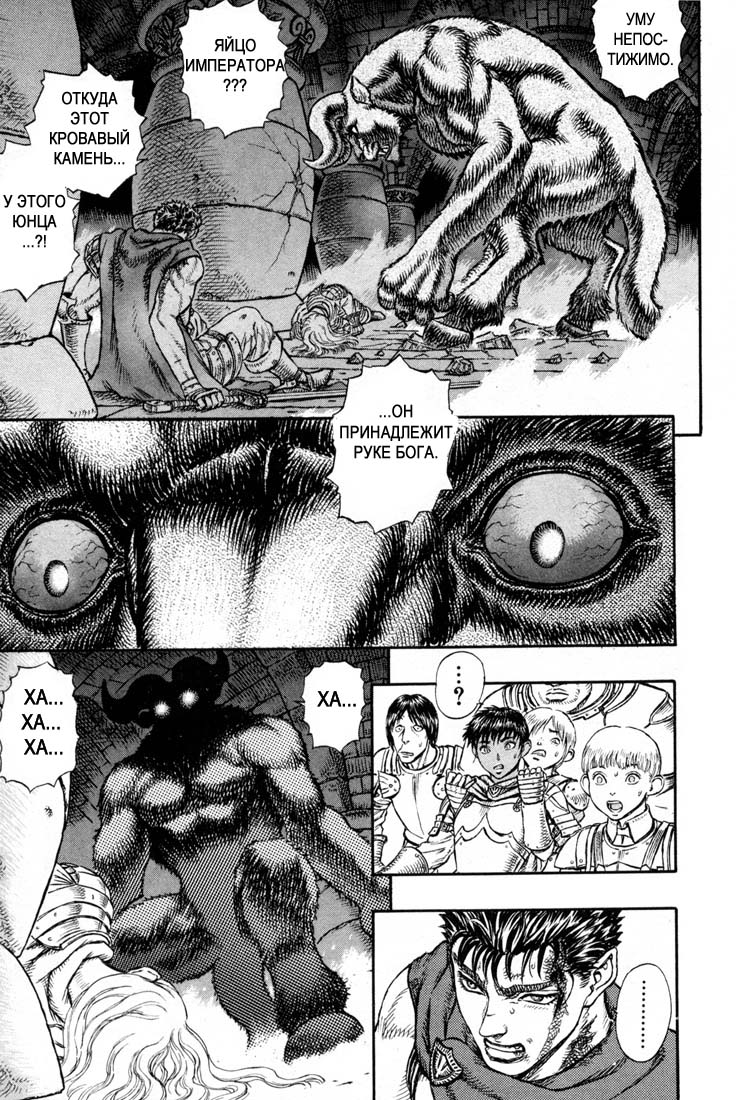 УМУ
НЕПОС-
ТИЖИМО.
ЯЙЦО
ИМПЕРАТОРА
???
ОТКУДА
ЭТОТ
КРОВАВЫЙ
КАМЕНЬ...
У ЭТОГО
ЮНЦА
...?!
...ОН
ПРИНАДЛЕЖИТ
РУКЕ БОГА.
...?
.......
ХА...
ХА...
ХА...
ХА...